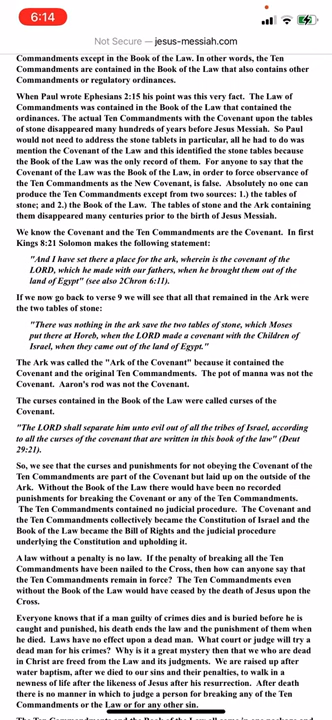 6:14
Not Secure — jesus-messiah.com
Commandments except in the Book of the Law. In other words, the Ten
Commandments are contained in the Book of the Law that also contains other
Commandments or regulatory ordinances.
When Paul wrote Ephesians 2:15 his point was this very fact. The Law of
Commandments was contained in the Book of the Law that contained the
ordinances. The actual Ten Commandments with the Covenant upon the tables
of stone disappeared many hundreds of years before Jesus Messiah. So Paul
would not need to address the stone tablets in particular, all he had to do was
mention the Covenant of the Law and this identified the stone tables because
the Book of the Law was the only record of them. For anyone to say that the
Covenant of the Law was the Book of the Law, in order to force observance of
the Ten Commandments as the New Covenant, is false. Absolutely no one can
produce the Ten Commandments except from two sources: 1.) the tables of
stone; and 2.) the Book of the Law. The tables of stone and the Ark containing
them disappeared many centuries prior to the birth of Jesus Messiah.
We know the Covenant and the Ten Commandments are the Covenant. In first
Kings 8:21 Solomon makes the following statement:
"And I have set there a place for the ark, wherein is the covenant of the
LORD, which he made with our fathers, when he brought them out of the
land of Egypt" (see also 2Chron 6:11).
If we now go back to verse 9 we will see that all that remained in the Ark were
the two tables of stone:
"There was nothing in the ark save the two tables of stone, which Moses
put there at Horeb, when the LORD made a covenant with the Children of
Israel, when they came out of the land of Egypt."
The Ark was called the "Ark of the Covenant" because it contained the
Covenant and the original Ten Commandments. The pot of manna was not the
Covenant. Aaron's rod was not the Covenant.
The curses contained in the Book of the Law were called curses of the
Covenant.
"The LORD shall separate him unto evil out of all the tribes of Israel, according
to all the curses of the covenant that are written in this book of the law" (Deut
29:21).
So, we see that the curses and punishments for not obeying the Covenant of the
Ten Commandments are part of the Covenant but laid up on the outside of the
Ark. Without the Book of the Law there would have been no recorded
punishments for breaking the Covenant or any of the Ten Commandments.
The Ten Commandments contained no judicial procedure. The Covenant and
the Ten Commandments collectively became the Constitution of Israel and the
Book of the Law became the Bill of Rights and the judicial procedure
underlying the Constitution and upholding it.
A law without a penalty is no law. If the penalty of breaking all the Ten
Commandments have been nailed to the Cross, then how can anyone say that
the Ten Commandments remain in force? The Ten Commandments even
without the Book of the Law would have ceased by the death of Jesus upon the
Cross.
Everyone knows that if a man guilty of crimes dies and is buried before he is
caught and punished, his death ends the law and the punishment of them when
he died. Laws have no effect upon a dead man. What court or judge will try a
dead man for his crimes? Why is it a great mystery then that we who are dead
in Christ are freed from the Law and its judgments. We are raised up after
water baptism, after we died to our sins and their penalties, to walk in a
newness of life after the likeness of Jesus after his resurrection. After death
there is no manner in which to judge a person for breaking any of the Ten
Commandments or the Law or for any other sin.